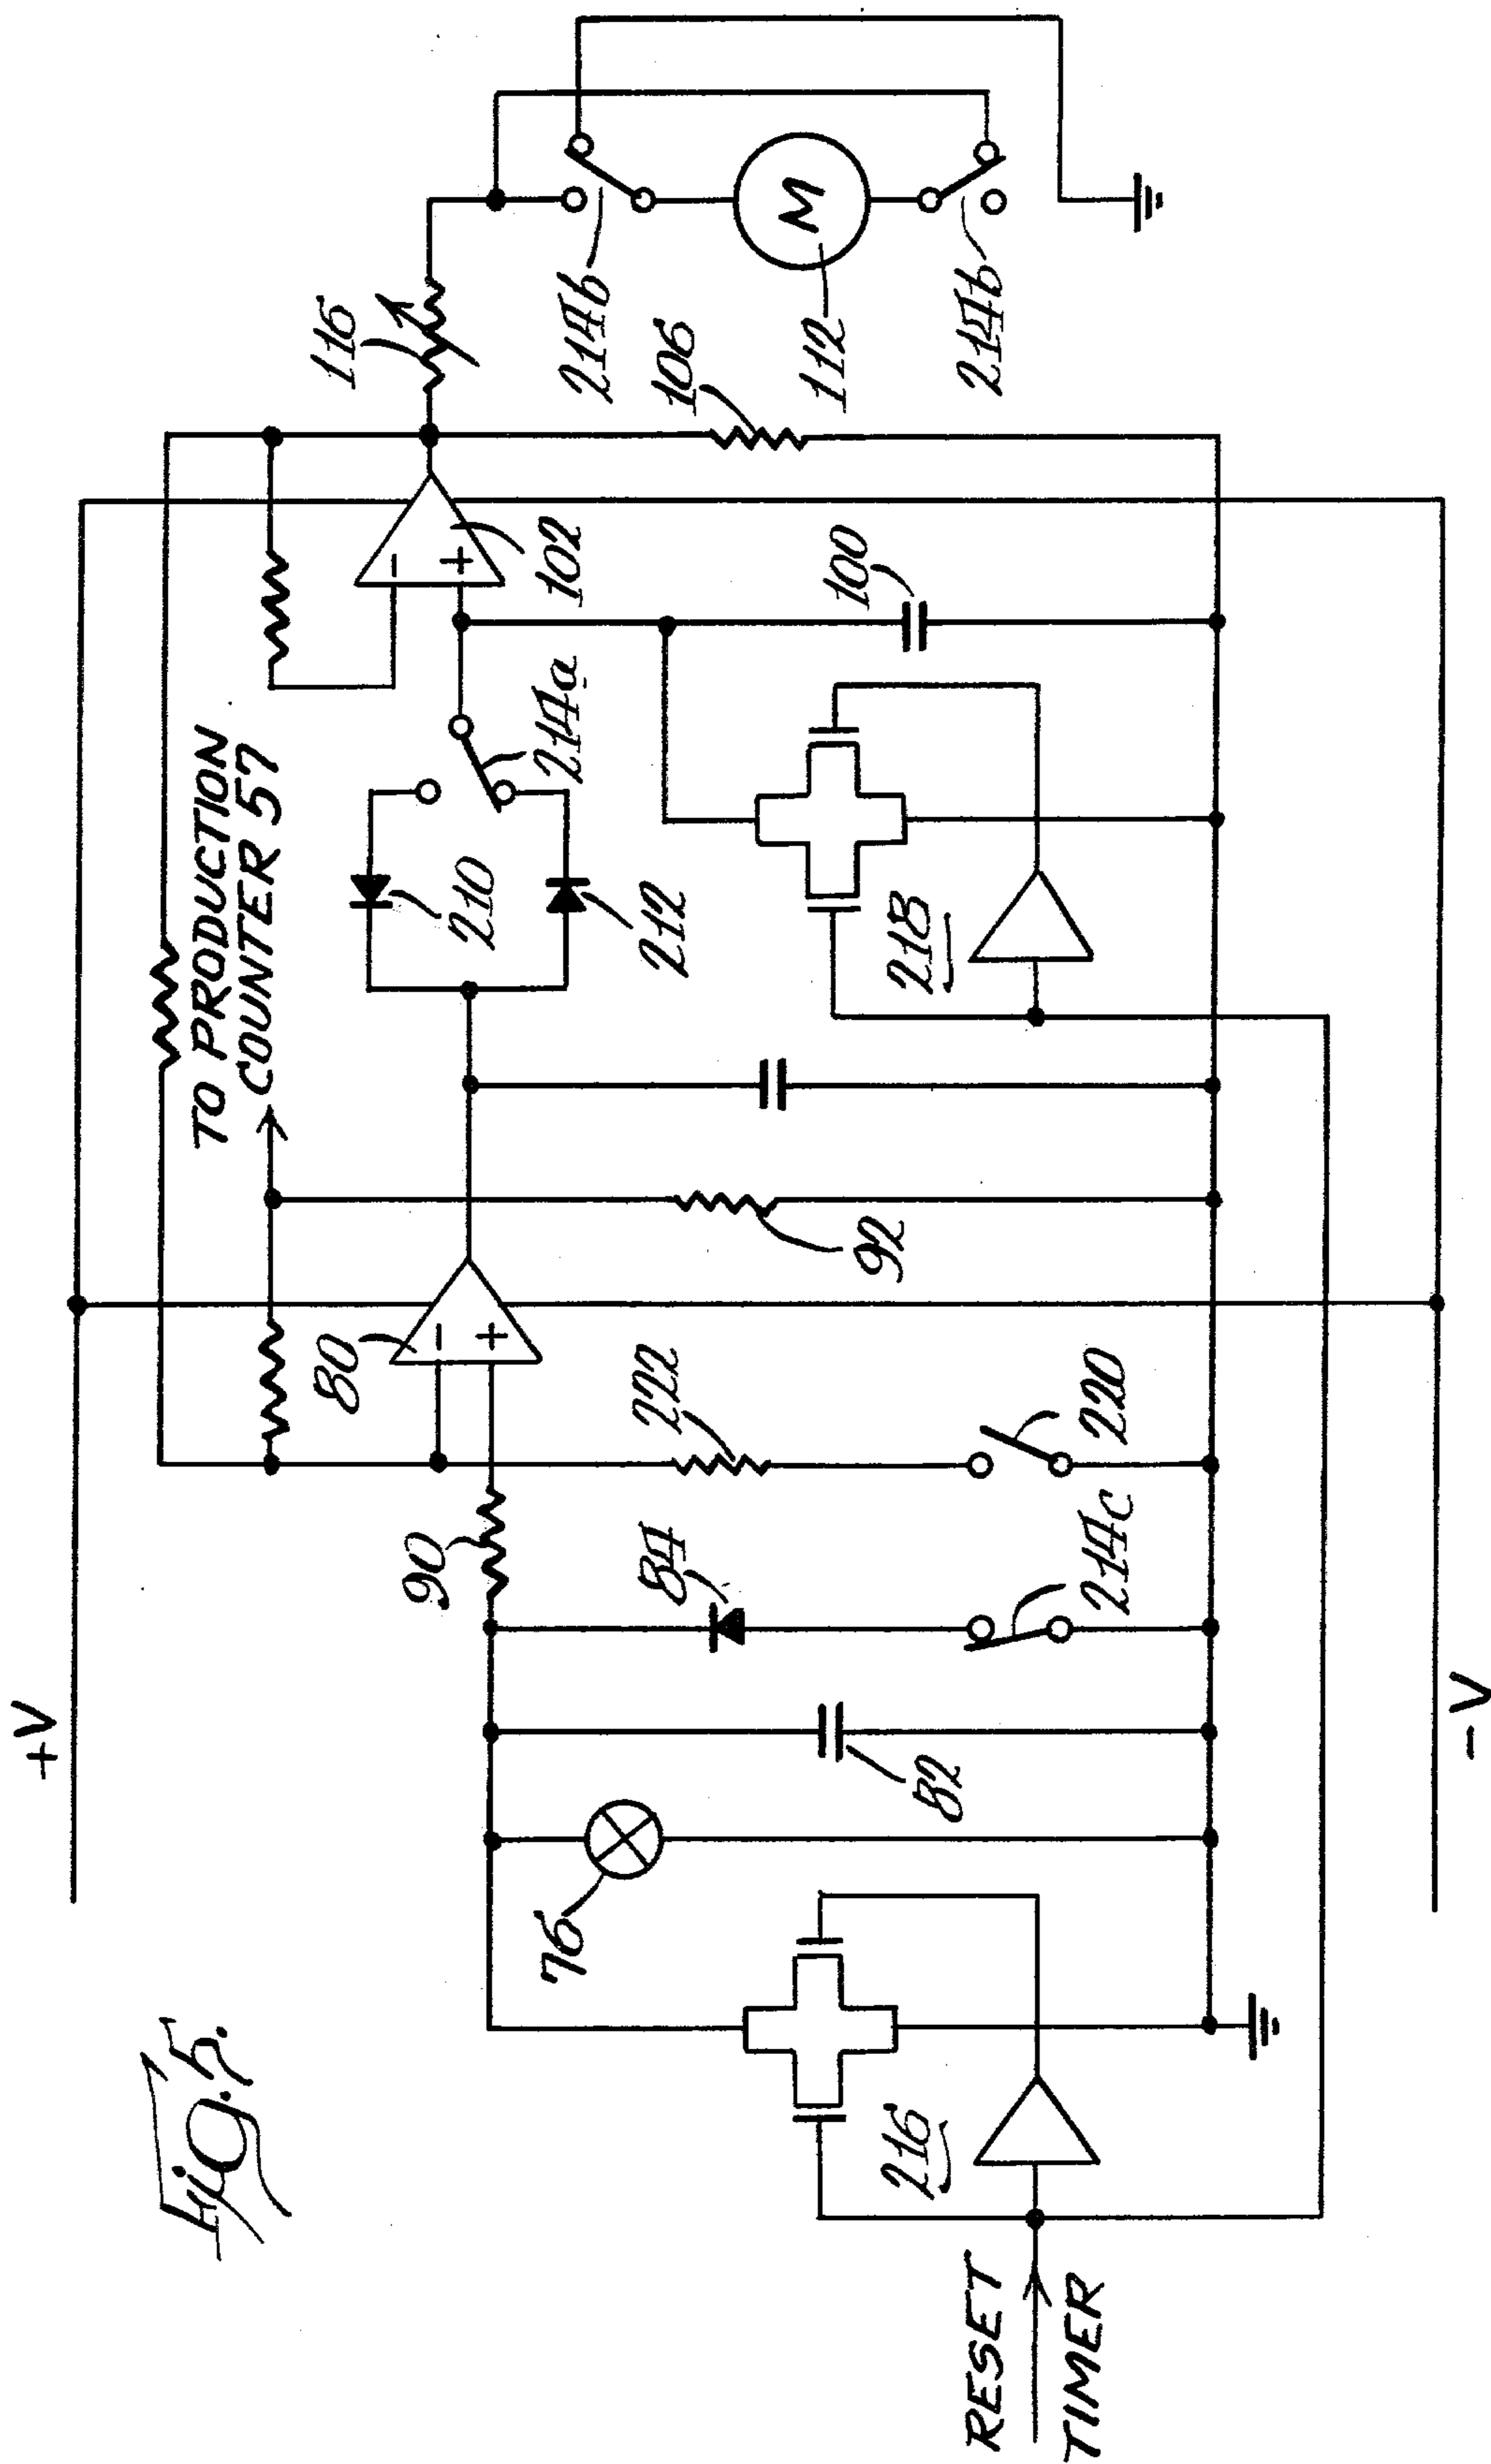 Fig. 5.
+V
-V
RESET
TIMER
216
76
82
84
214c
90
222
220
80
92
TO PRODUCTION
COUNTER 57
210
212
214a
218
100
102
106
116
214b
112
M
214b
-
+
-
+